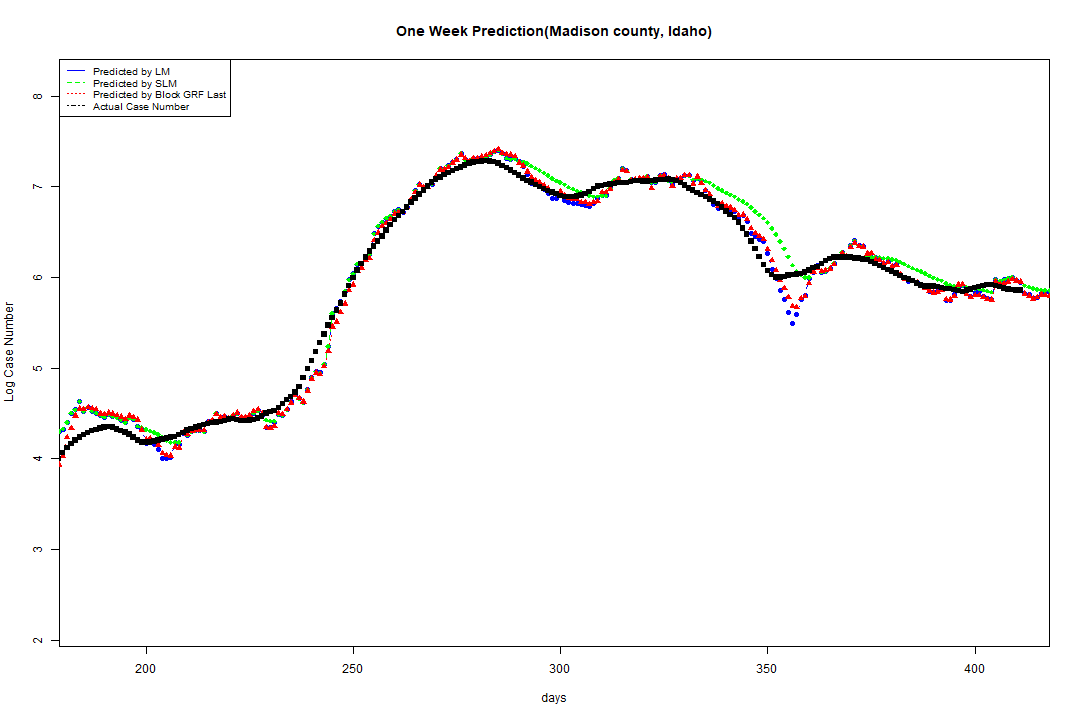 One Week Prediction(Madison county, Idaho)
Predicted by LM
Predicted by SLM
Predicted by Block GRF Last
Actual Case Number
8
7
6
5
4
3
2
Log Case Number
200
250
300
350
400
days